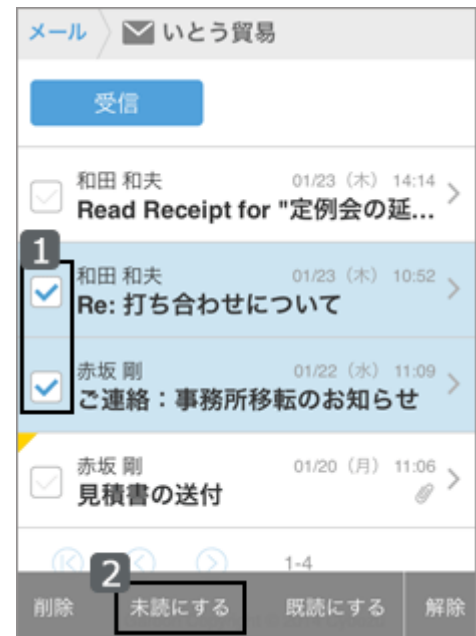 メール いとう貿易
受信
和田 和夫 01/23（木） 14:14
Read Receipt for "定例会の延...
1
和田 和夫 01/23（木） 10:52
Re: 打ち合わせについて
赤坂 剛 01/22（水） 11:09
ご連絡：事務所移転のお知らせ
赤坂 剛 01/20（月） 11:06
見積書の送付
1-4
2
削除 未読にする 既読にする 解除